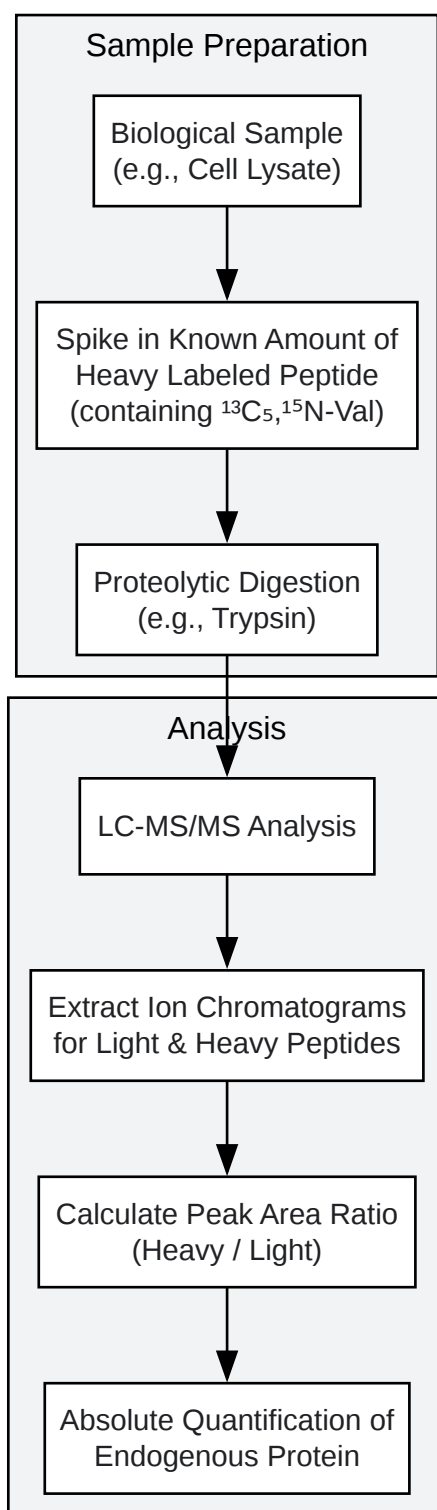 Sample Preparation
Biological Sample
(e.g., Cell Lysate)
Spike in Known Amount of
Heavy Labeled Peptide
(containing ¹³C₅,¹⁵N-Val)
Proteolytic Digestion
(e.g., Trypsin)
Analysis
LC-MS/MS Analysis
Extract Ion Chromatograms
for Light & Heavy Peptides
Calculate Peak Area Ratio
(Heavy / Light)
Absolute Quantification of
Endogenous Protein